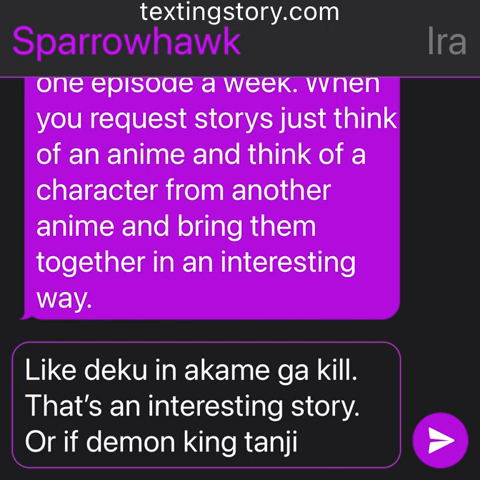 textingstory.com
Sparrowhawk
Ira
one episode a week. When
you request storys just think
of an anime and think of a
character from another
anime and bring them
together in an interesting
way.
Like deku in akame ga kill.
That’s an interesting story.
Or if demon king tanji